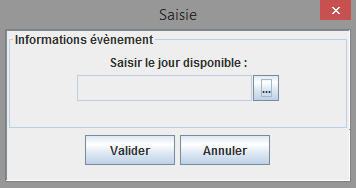 Saisie
Informations évènement
Saisir le jour disponible :
...
Valider Annuler